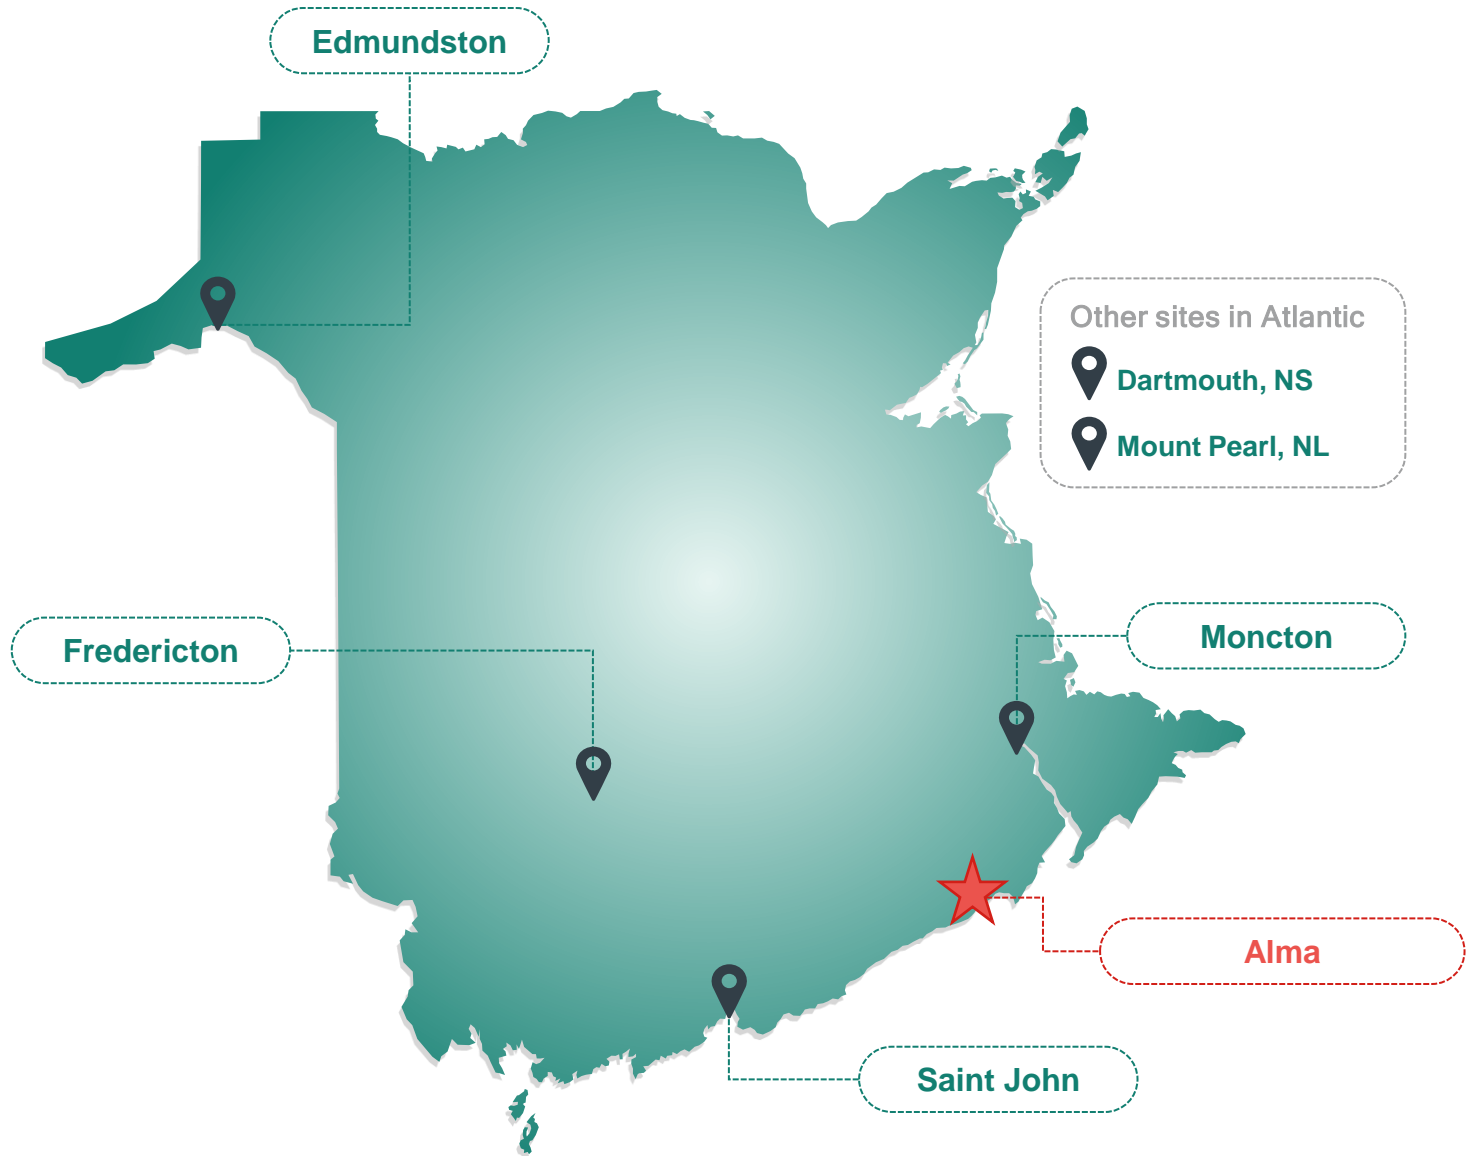 Edmundston
Other sites in Atlantic
Dartmouth, NS
Mount Pearl, NL
Fredericton
Moncton
Alma
Saint John